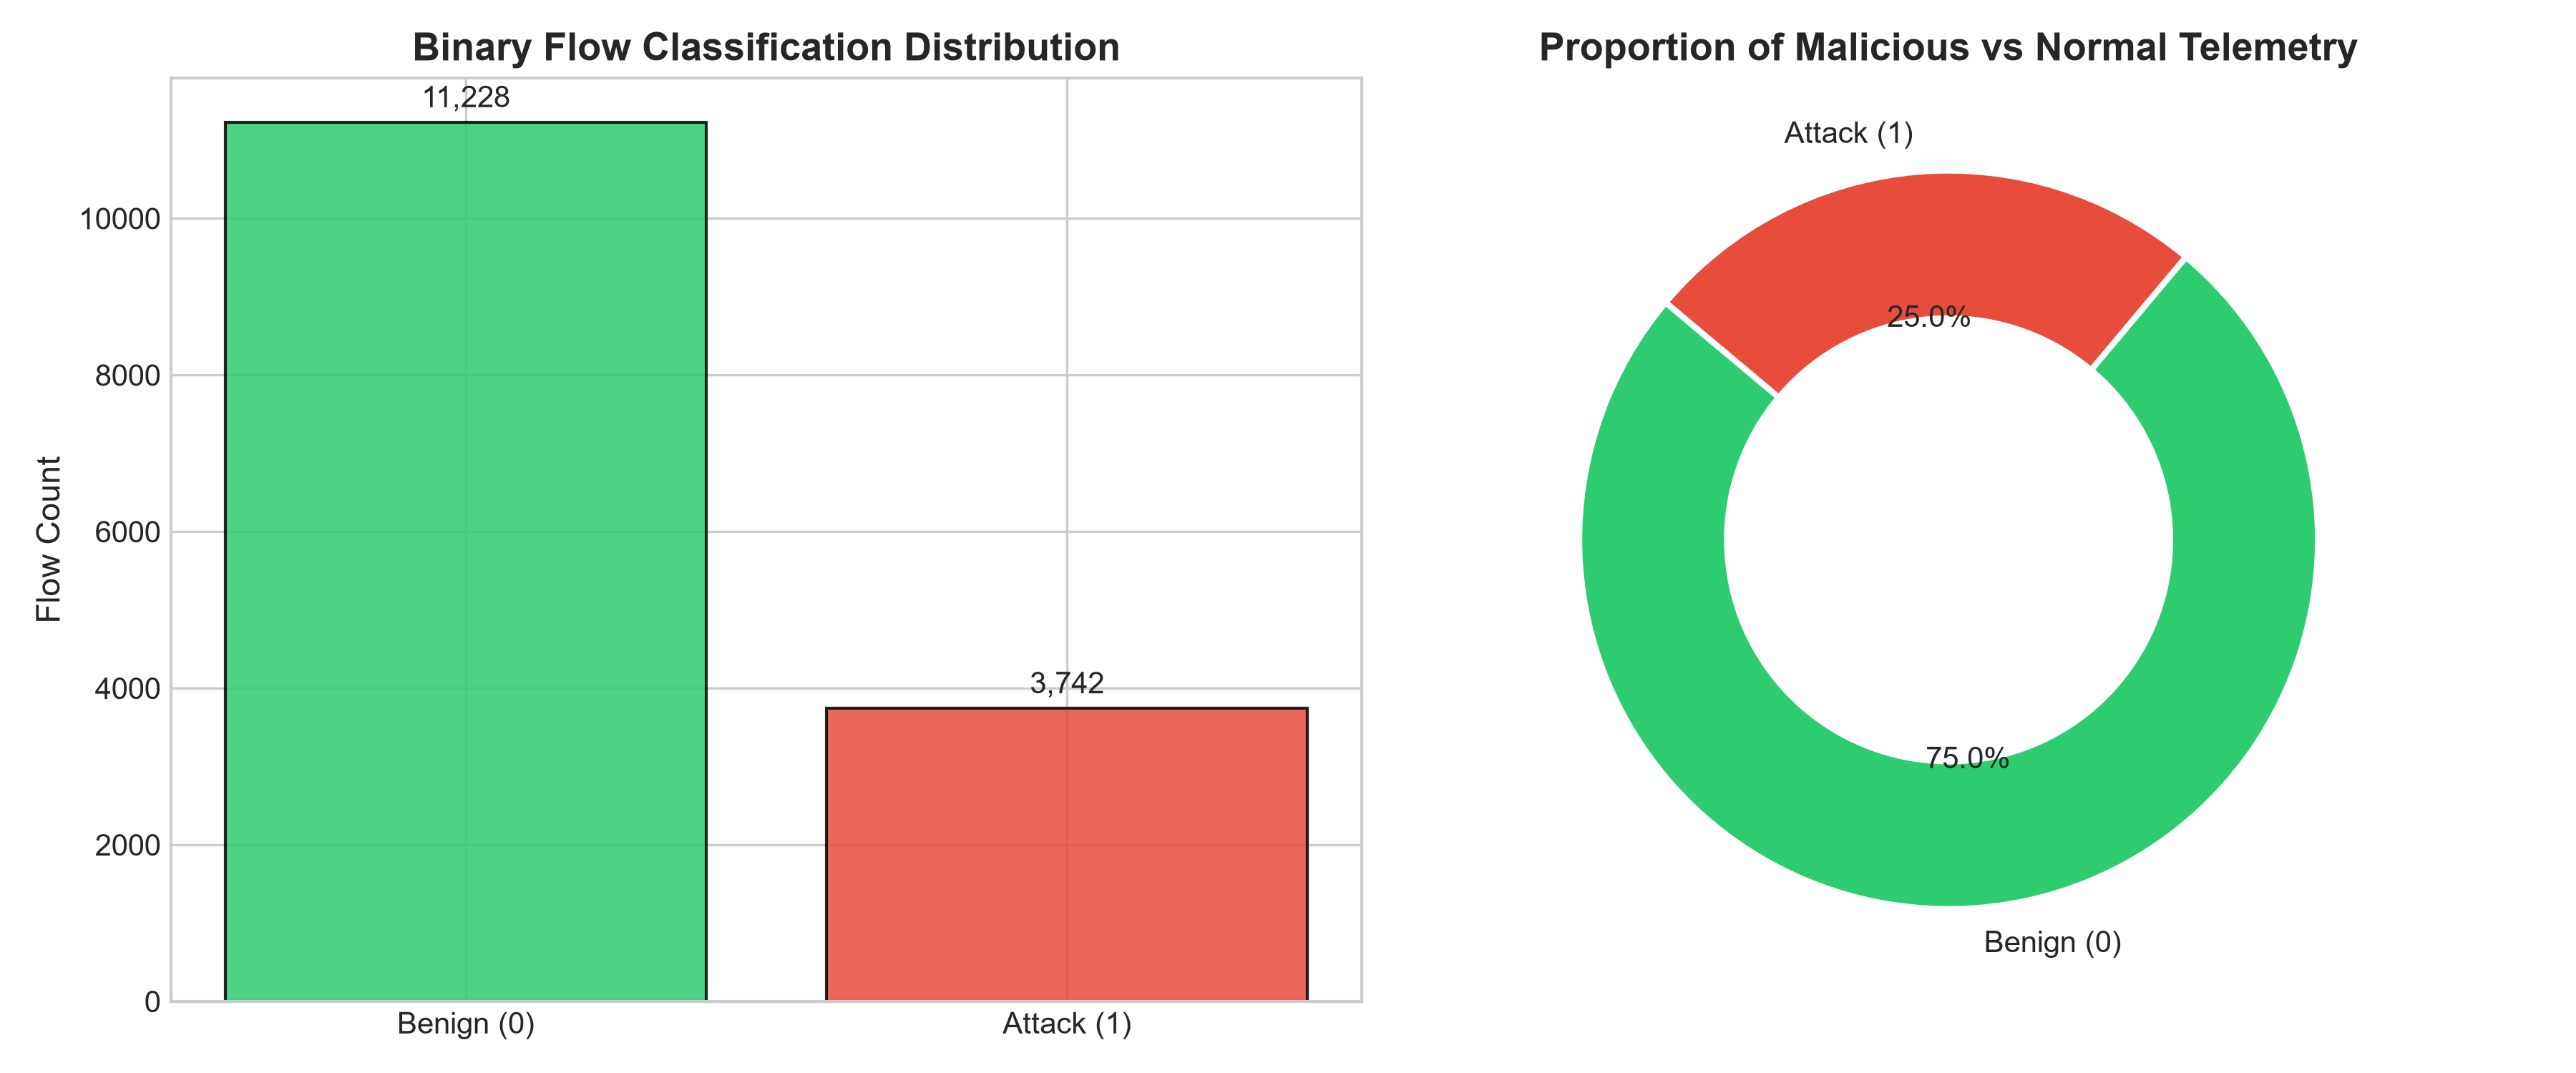 Binary Flow Classification Distribution
11,228
10000
8000
6000
4000
2000
0
Flow Count
3,742
Benign (0)
Attack (1)
Proportion of Malicious vs Normal Telemetry
Attack (1)
25.0%
75.0%
Benign (0)